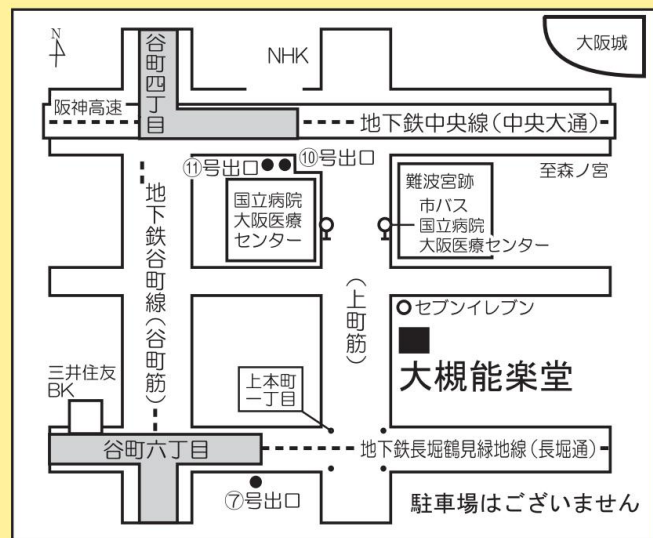 N
谷町四丁目
NHK
大阪城
阪神高速
地下鉄中央線(中央大通)
⑪号出口
⑩号出口
至森ノ宮
国立病院
大阪医療
センター
難波宮跡
市バス
国立病院
大阪医療センター
地下鉄谷町線(谷町筋)
(上町筋)
セブンイレブン
大槻能楽堂
三井住友
BK
上本町
一丁目
谷町六丁目
地下鉄長堀鶴見緑地線(長堀通)
⑦号出口
駐車場はございません